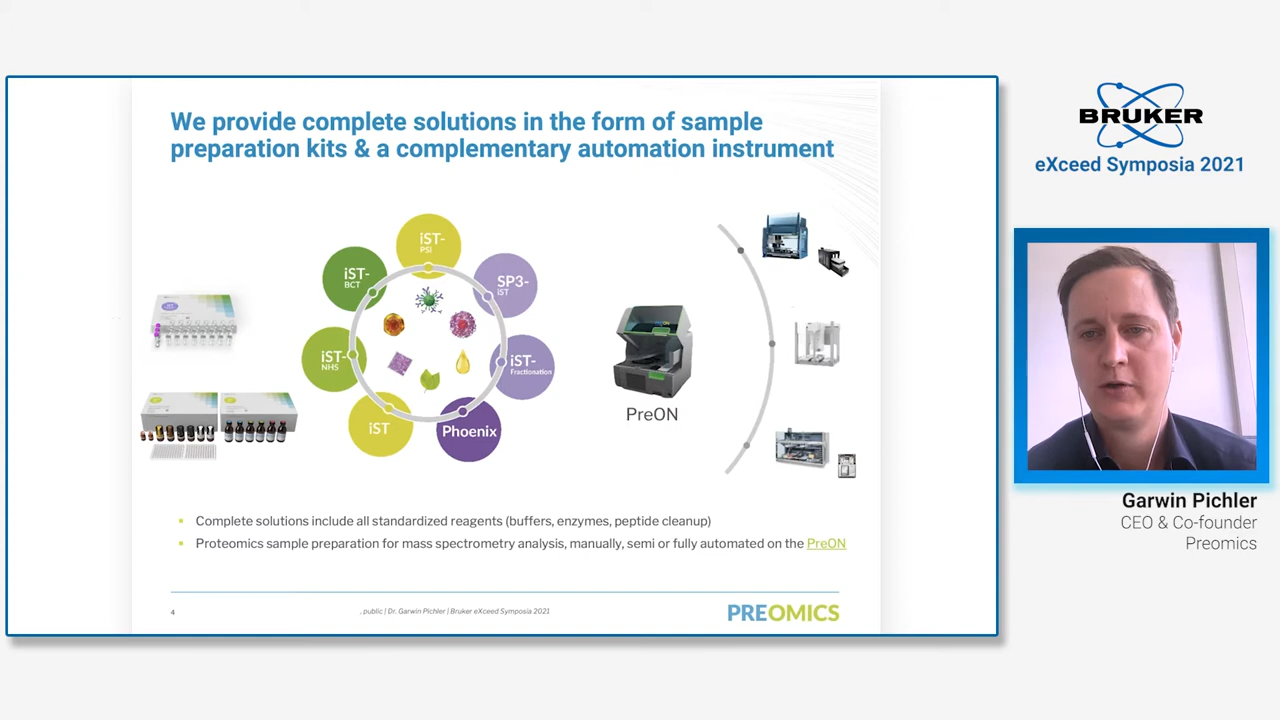 We provide complete solutions in the form of sample
preparation kits & a complementary automation instrument
iST-
PSI
iST-
BCT
SP3-
iST
iST-
NHS
iST-
Fractionation
iST
Phoenix
PreON
▪ Complete solutions include all standardized reagents (buffers, enzymes, peptide cleanup)
▪ Proteomics sample preparation for mass spectrometry analysis, manually, semi or fully automated on the PreON
4
, public | Dr. Garwin Pichler | Bruker eXceed Symposia 2021
PREOMICS
BRUKER
eXceed Symposia 2021
Garwin Pichler
CEO & Co-founder
Preomics